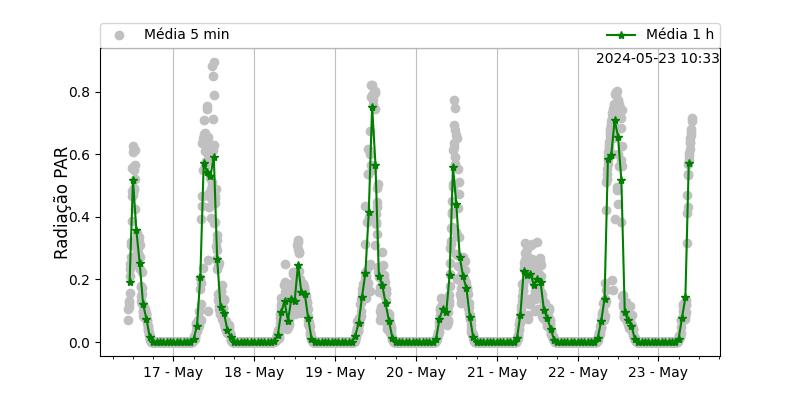 Média 5 min
Média 1 h
2024-05-23 10:33
Radiação PAR
0.8
0.6
0.4
0.2
0.0
17 - May
18 - May
19 - May
20 - May
21 - May
22 - May
23 - May